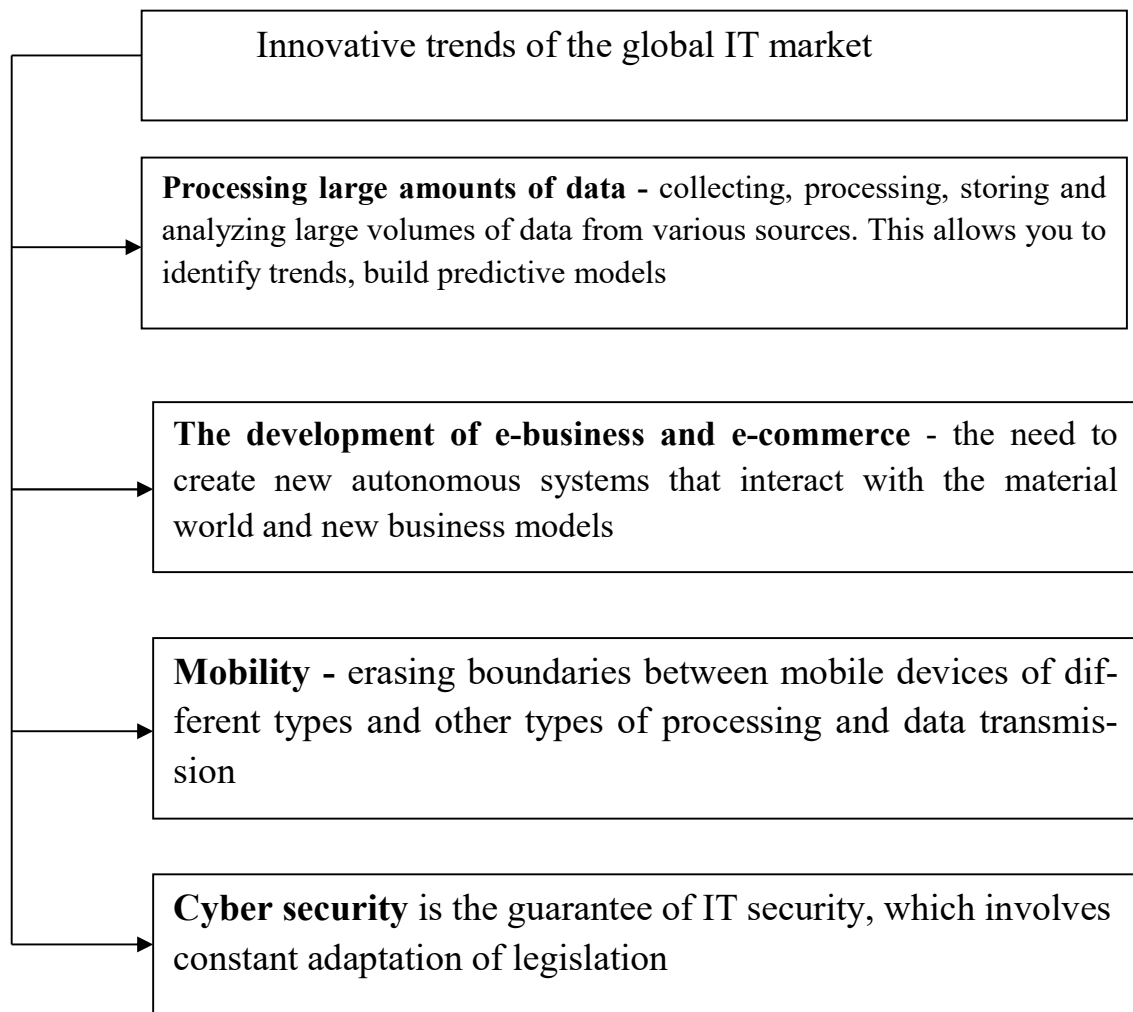 Innovative trends of the global IT market
Processing large amounts of data - collecting, processing, storing and
analyzing large volumes of data from various sources. This allows you to
identify trends, build predictive models
The development of e-business and e-commerce - the need to
create new autonomous systems that interact with the material
world and new business models
Mobility - erasing boundaries between mobile devices of dif-
ferent types and other types of processing and data transmis-
sion
Cyber security is the guarantee of IT security, which involves
constant adaptation of legislation